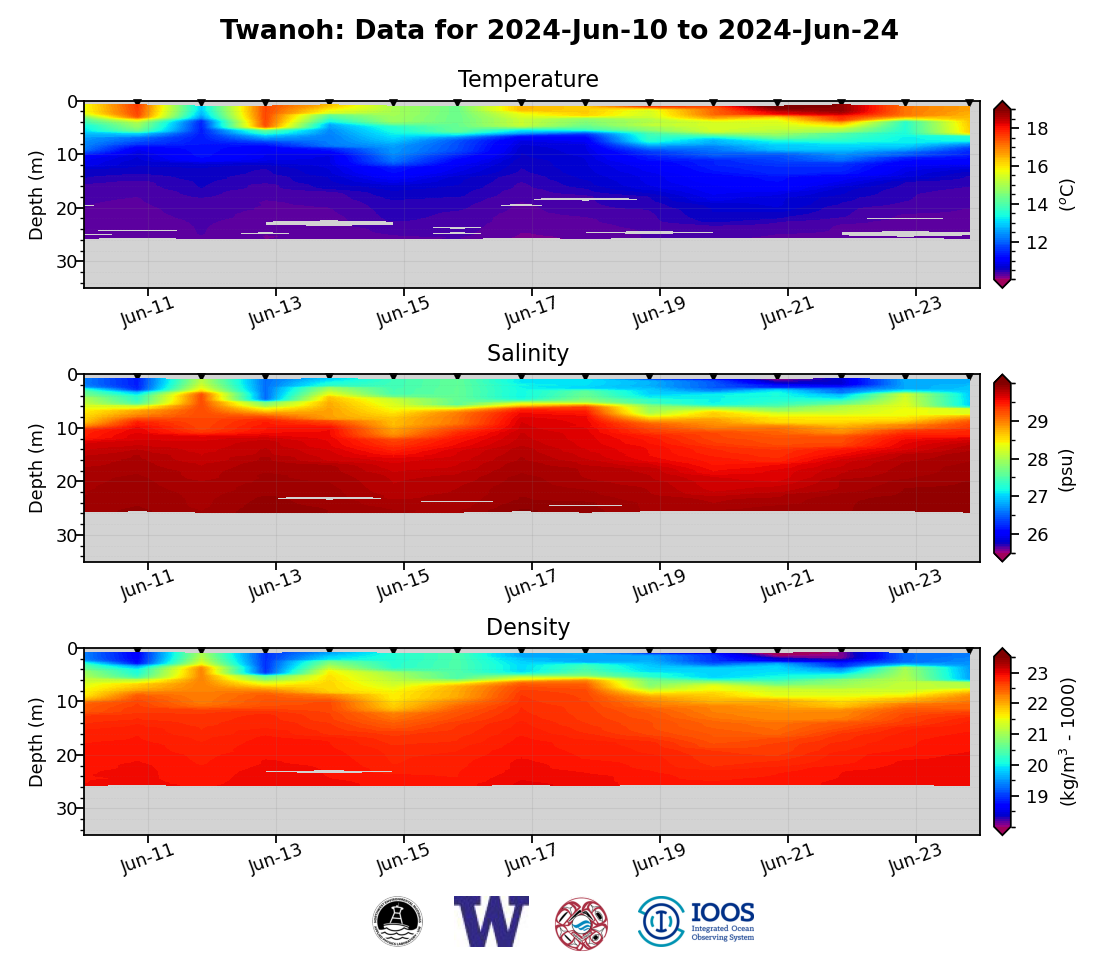 Twanoh: Data for 2024-Jun-10 to 2024-Jun-24
Temperature
0
10
20
30
Depth (m)
Jun-11
Jun-13
Jun-15
Jun-17
Jun-19
Jun-21
Jun-23
18
16
14
12
(°C)
Salinity
0
10
20
30
Depth (m)
Jun-11
Jun-13
Jun-15
Jun-17
Jun-19
Jun-21
Jun-23
29
28
27
26
(psu)
Density
0
10
20
30
Depth (m)
Jun-11
Jun-13
Jun-15
Jun-17
Jun-19
Jun-21
Jun-23
23
22
21
20
19
(kg/m³ - 1000)
W
IOOS
Integrated Ocean
Observing System